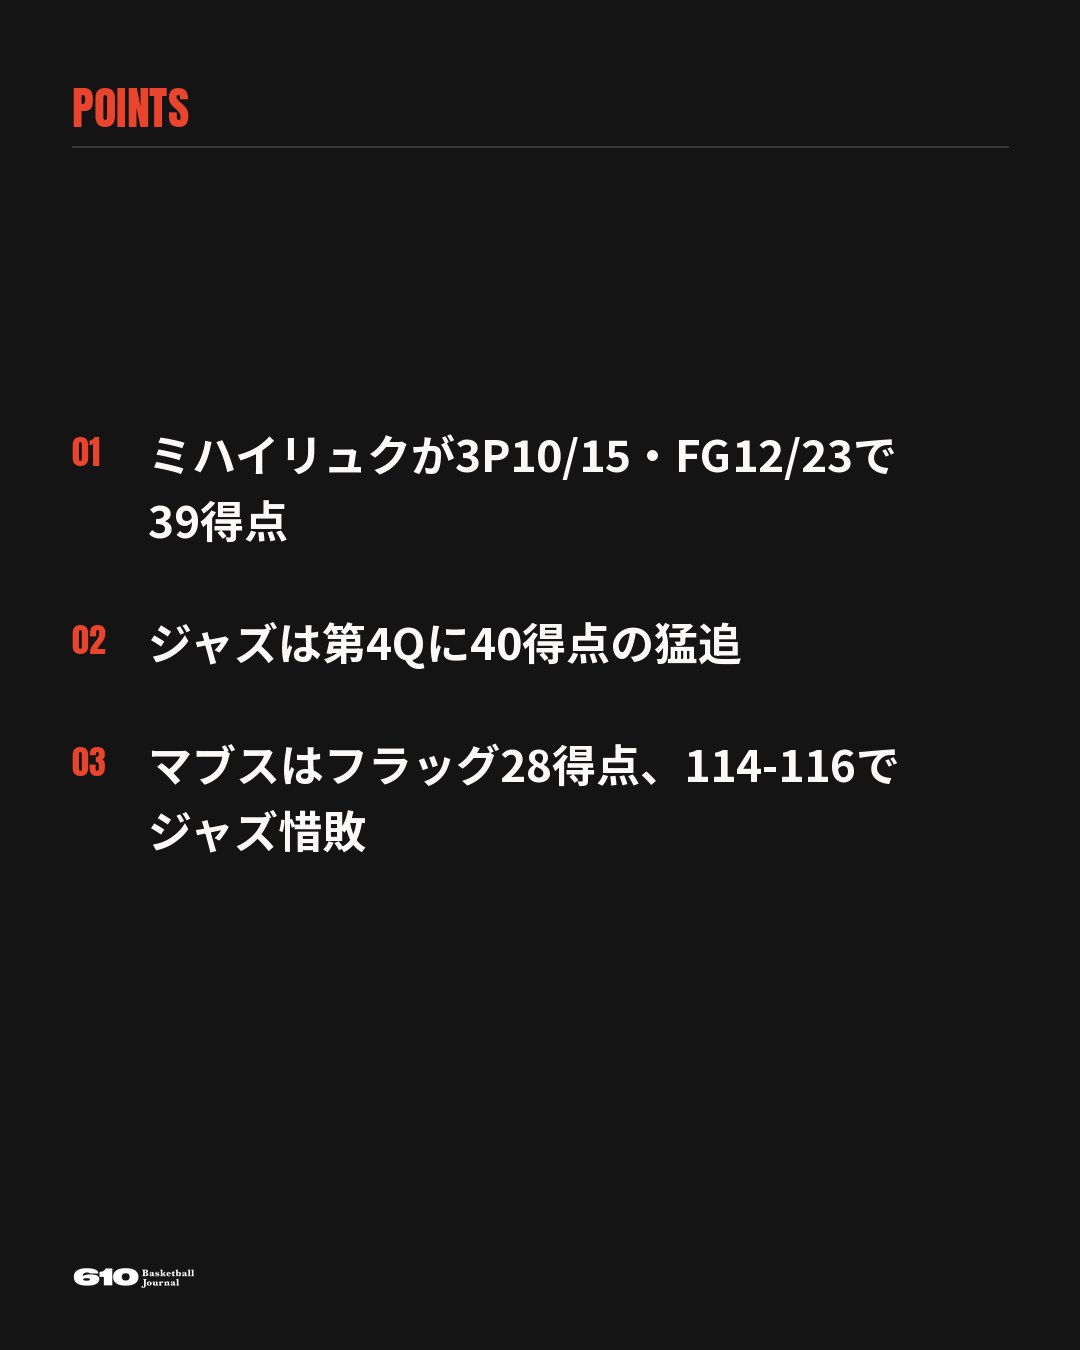 POINTS
01 ミハイリュクが3P10/15・FG12/23で
39得点
02 ジャズは第4Qに40得点の猛追
03 マブスはフラッグ28得点、114-116で
ジャズ惜敗
610 Basketball
Journal